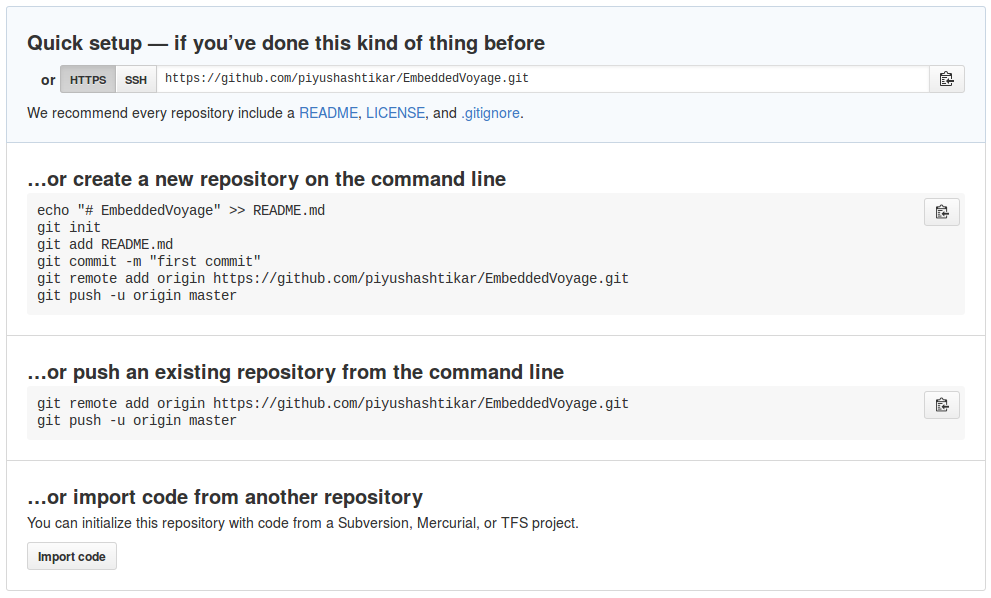 Quick setup — if you’ve done this kind of thing before
or HTTPS SSH https://github.com/piyushashtikar/EmbeddedVoyage.git
We recommend every repository include a README, LICENSE, and .gitignore.
…or create a new repository on the command line
echo "# EmbeddedVoyage" >> README.md
git init
git add README.md
git commit -m "first commit"
git remote add origin https://github.com/piyushashtikar/EmbeddedVoyage.git
git push -u origin master
…or push an existing repository from the command line
git remote add origin https://github.com/piyushashtikar/EmbeddedVoyage.git
git push -u origin master
…or import code from another repository
You can initialize this repository with code from a Subversion, Mercurial, or TFS project.
Import code